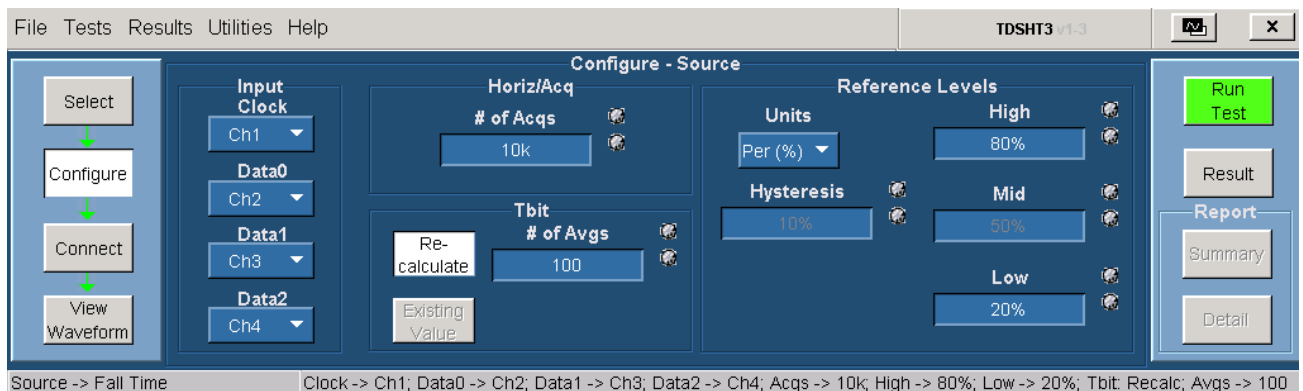 File Tests Results Utilities Help
TDSHT3 v1-3
x
Configure - Source
Select
Configure
Connect
View
Waveform
Input
Clock
Ch1
Data0
Ch2
Data1
Ch3
Data2
Ch4
Horiz/Acq
# of Acqs
10k
Tbit
Re-
calculate
# of Avgs
100
Existing
Value
Reference Levels
Units
Per (%)
Hysteresis
10%
High
80%
Mid
50%
Low
20%
Run
Test
Result
Report
Summary
Detail
Source -> Fall Time
Clock -> Ch1; Data0 -> Ch2; Data1 -> Ch3; Data2 -> Ch4; Acqs -> 10k; High -> 80%; Low -> 20%; Tbit: Recalc, Avgs -> 100